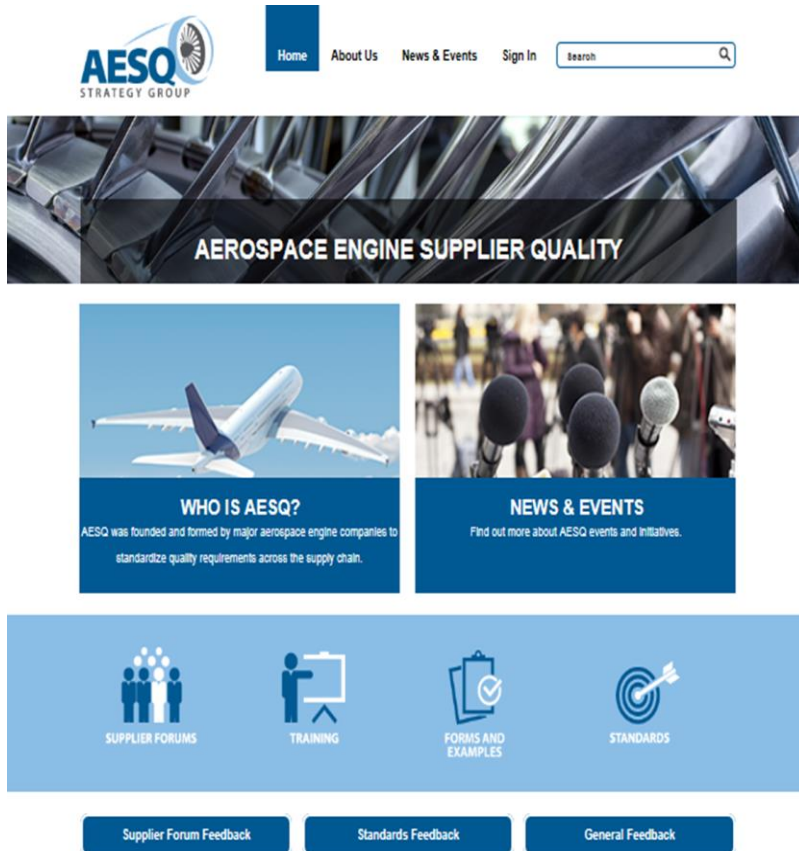 AESQ
STRATEGY GROUP
Home
About Us
News & Events
Sign In
Search
AEROSPACE ENGINE SUPPLIER QUALITY
WHO IS AESQ?
AESQ was founded and formed by major aerospace engine companies to
standardize quality requirements across the supply chain.
NEWS & EVENTS
Find out more about AESQ events and initiatives.
SUPPLIER FORUMS
TRAINING
FORMS AND
EXAMPLES
STANDARDS
Supplier Forum Feedback
Standards Feedback
General Feedback